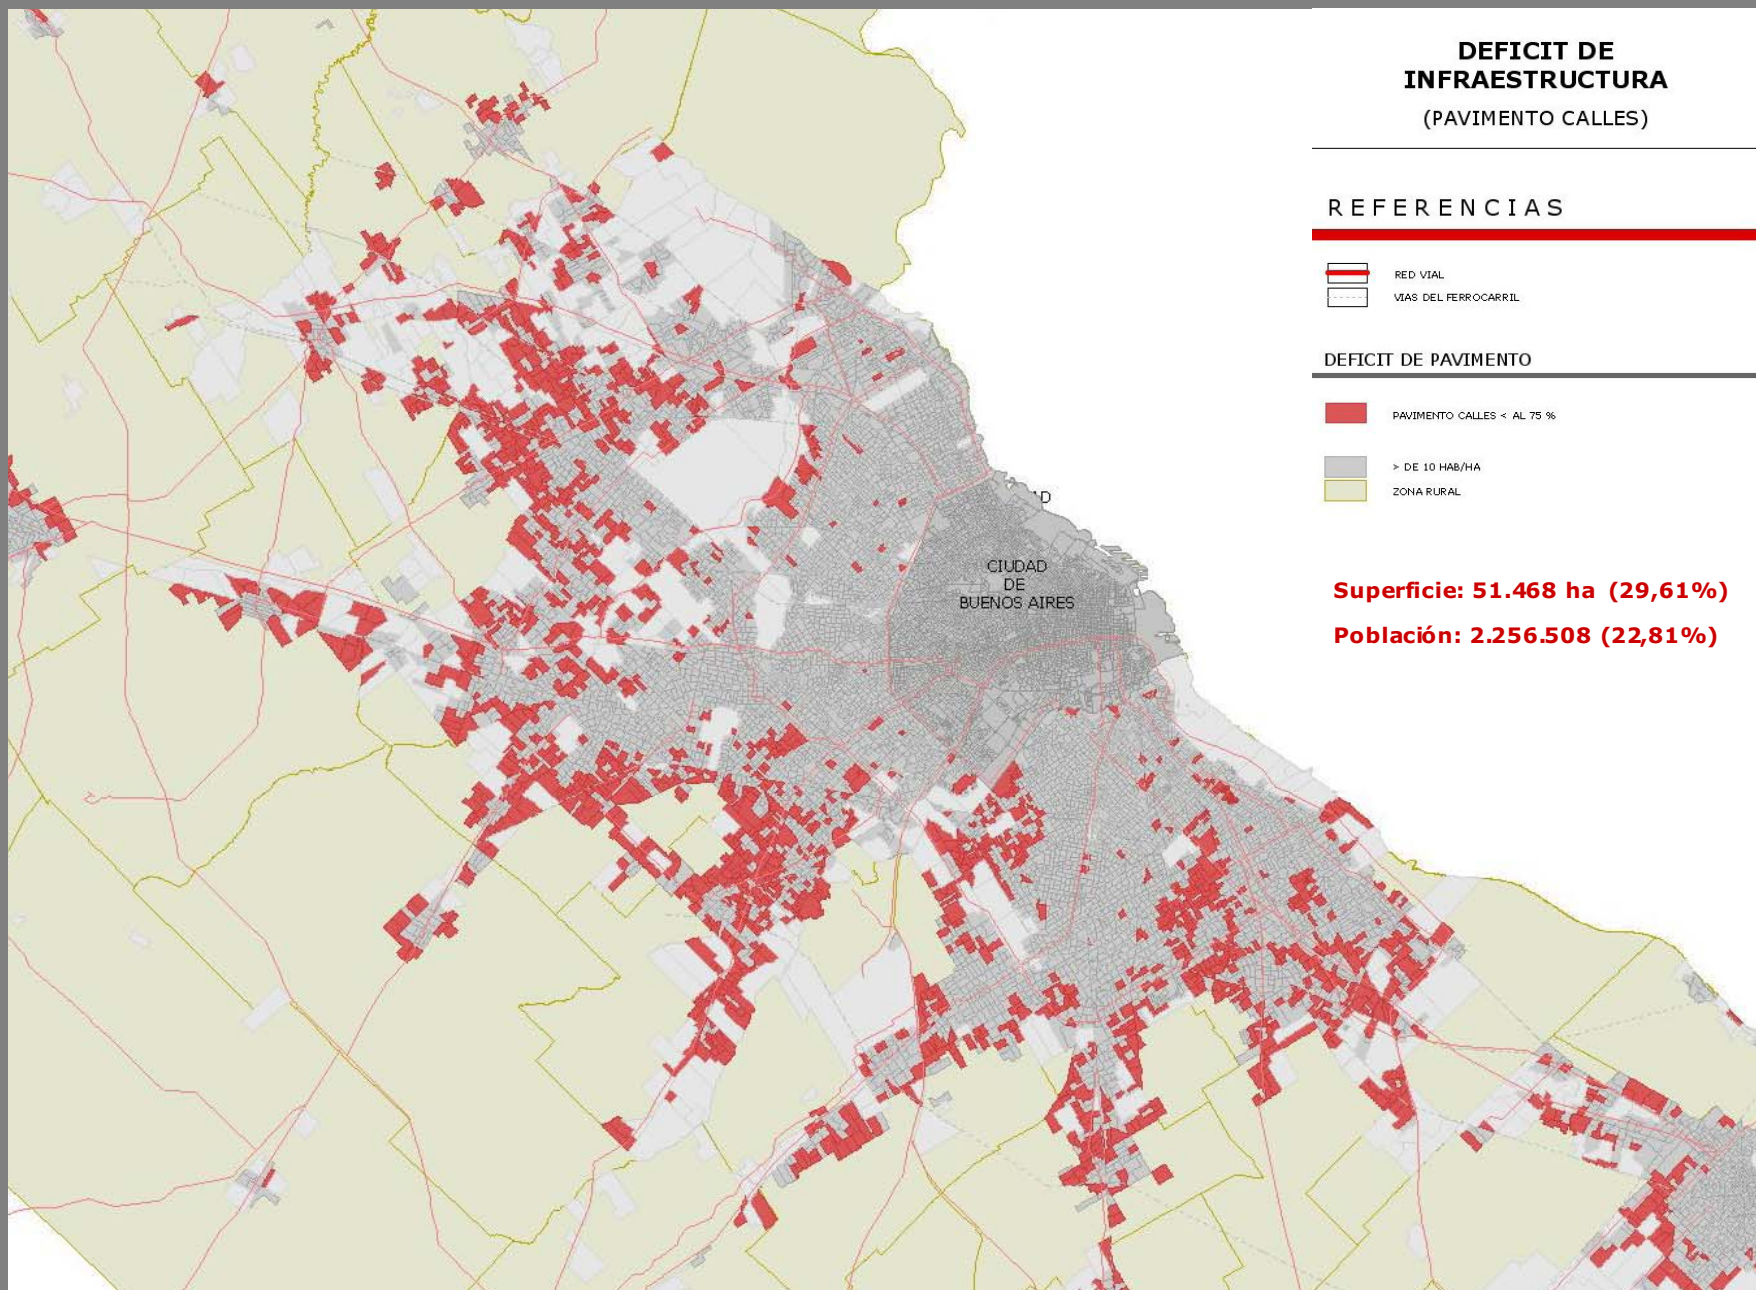 DEFICIT DE
INFRAESTRUCTURA
(PAVIMENTO CALLES)
REFERENCIAS
RED VIAL
VIAS DEL FERROCARRIL
DEFICIT DE PAVIMENTO
PAVIMENTO CALLES < AL 75 %
> DE 10 HAB/HA
ZONA RURAL
Superficie: 51.468 ha (29,61%)
Población: 2.256.508 (22,81%)
CIUDAD
DE
BUENOS AIRES